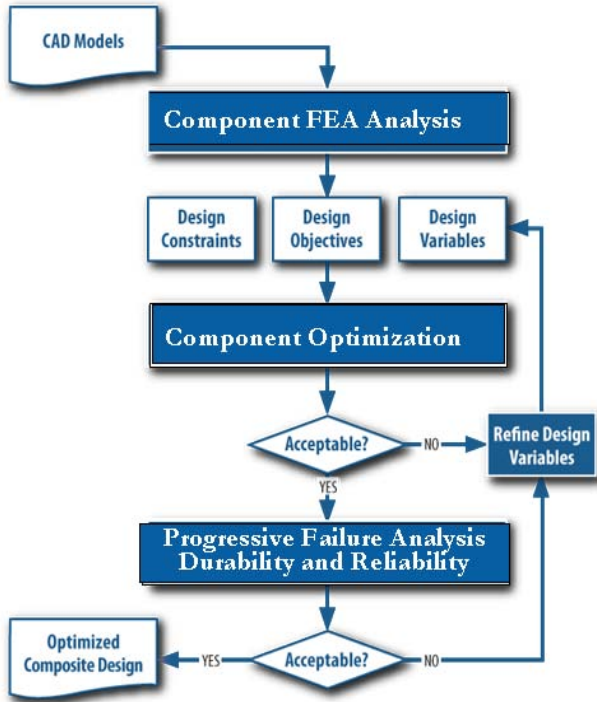 CAD Models
Component FEA Analysis
Design
Constraints
Design
Objectives
Design
Variables
Component Optimization
Acceptable?
NO
Refine Design
Variables
YES
Progressive Failure Analysis
Durability and Reliability
Optimized
Composite Design
YES
Acceptable?
NO